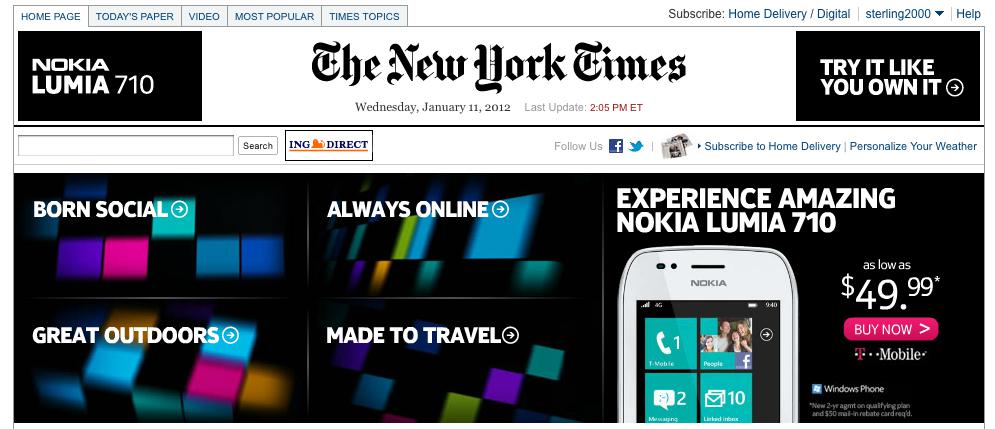 HOME PAGE TODAY'S PAPER VIDEO MOST POPULAR TIMES TOPICS
Subscribe: Home Delivery / Digital sterling2000 Help
NOKIA
LUMIA 710
The New York Times
TRY IT LIKE
YOU OWN IT
Wednesday, January 11, 2012 Last Update: 2:05 PM ET
Search ING DIRECT
Follow Us Subscribe to Home Delivery | Personalize Your Weather
BORN SOCIAL
ALWAYS ONLINE
GREAT OUTDOORS
MADE TO TRAVEL
EXPERIENCE AMAZING
NOKIA LUMIA 710
NOKIA
4G 9:40
1
T-Mobile
People
2
Messaging
10
Linked inbox
as low as
$49.99*
BUY NOW >
T-Mobile
Windows Phone
*New 2-yr agmt on qualifying plan
and $50 mail-in rebate card req'd.